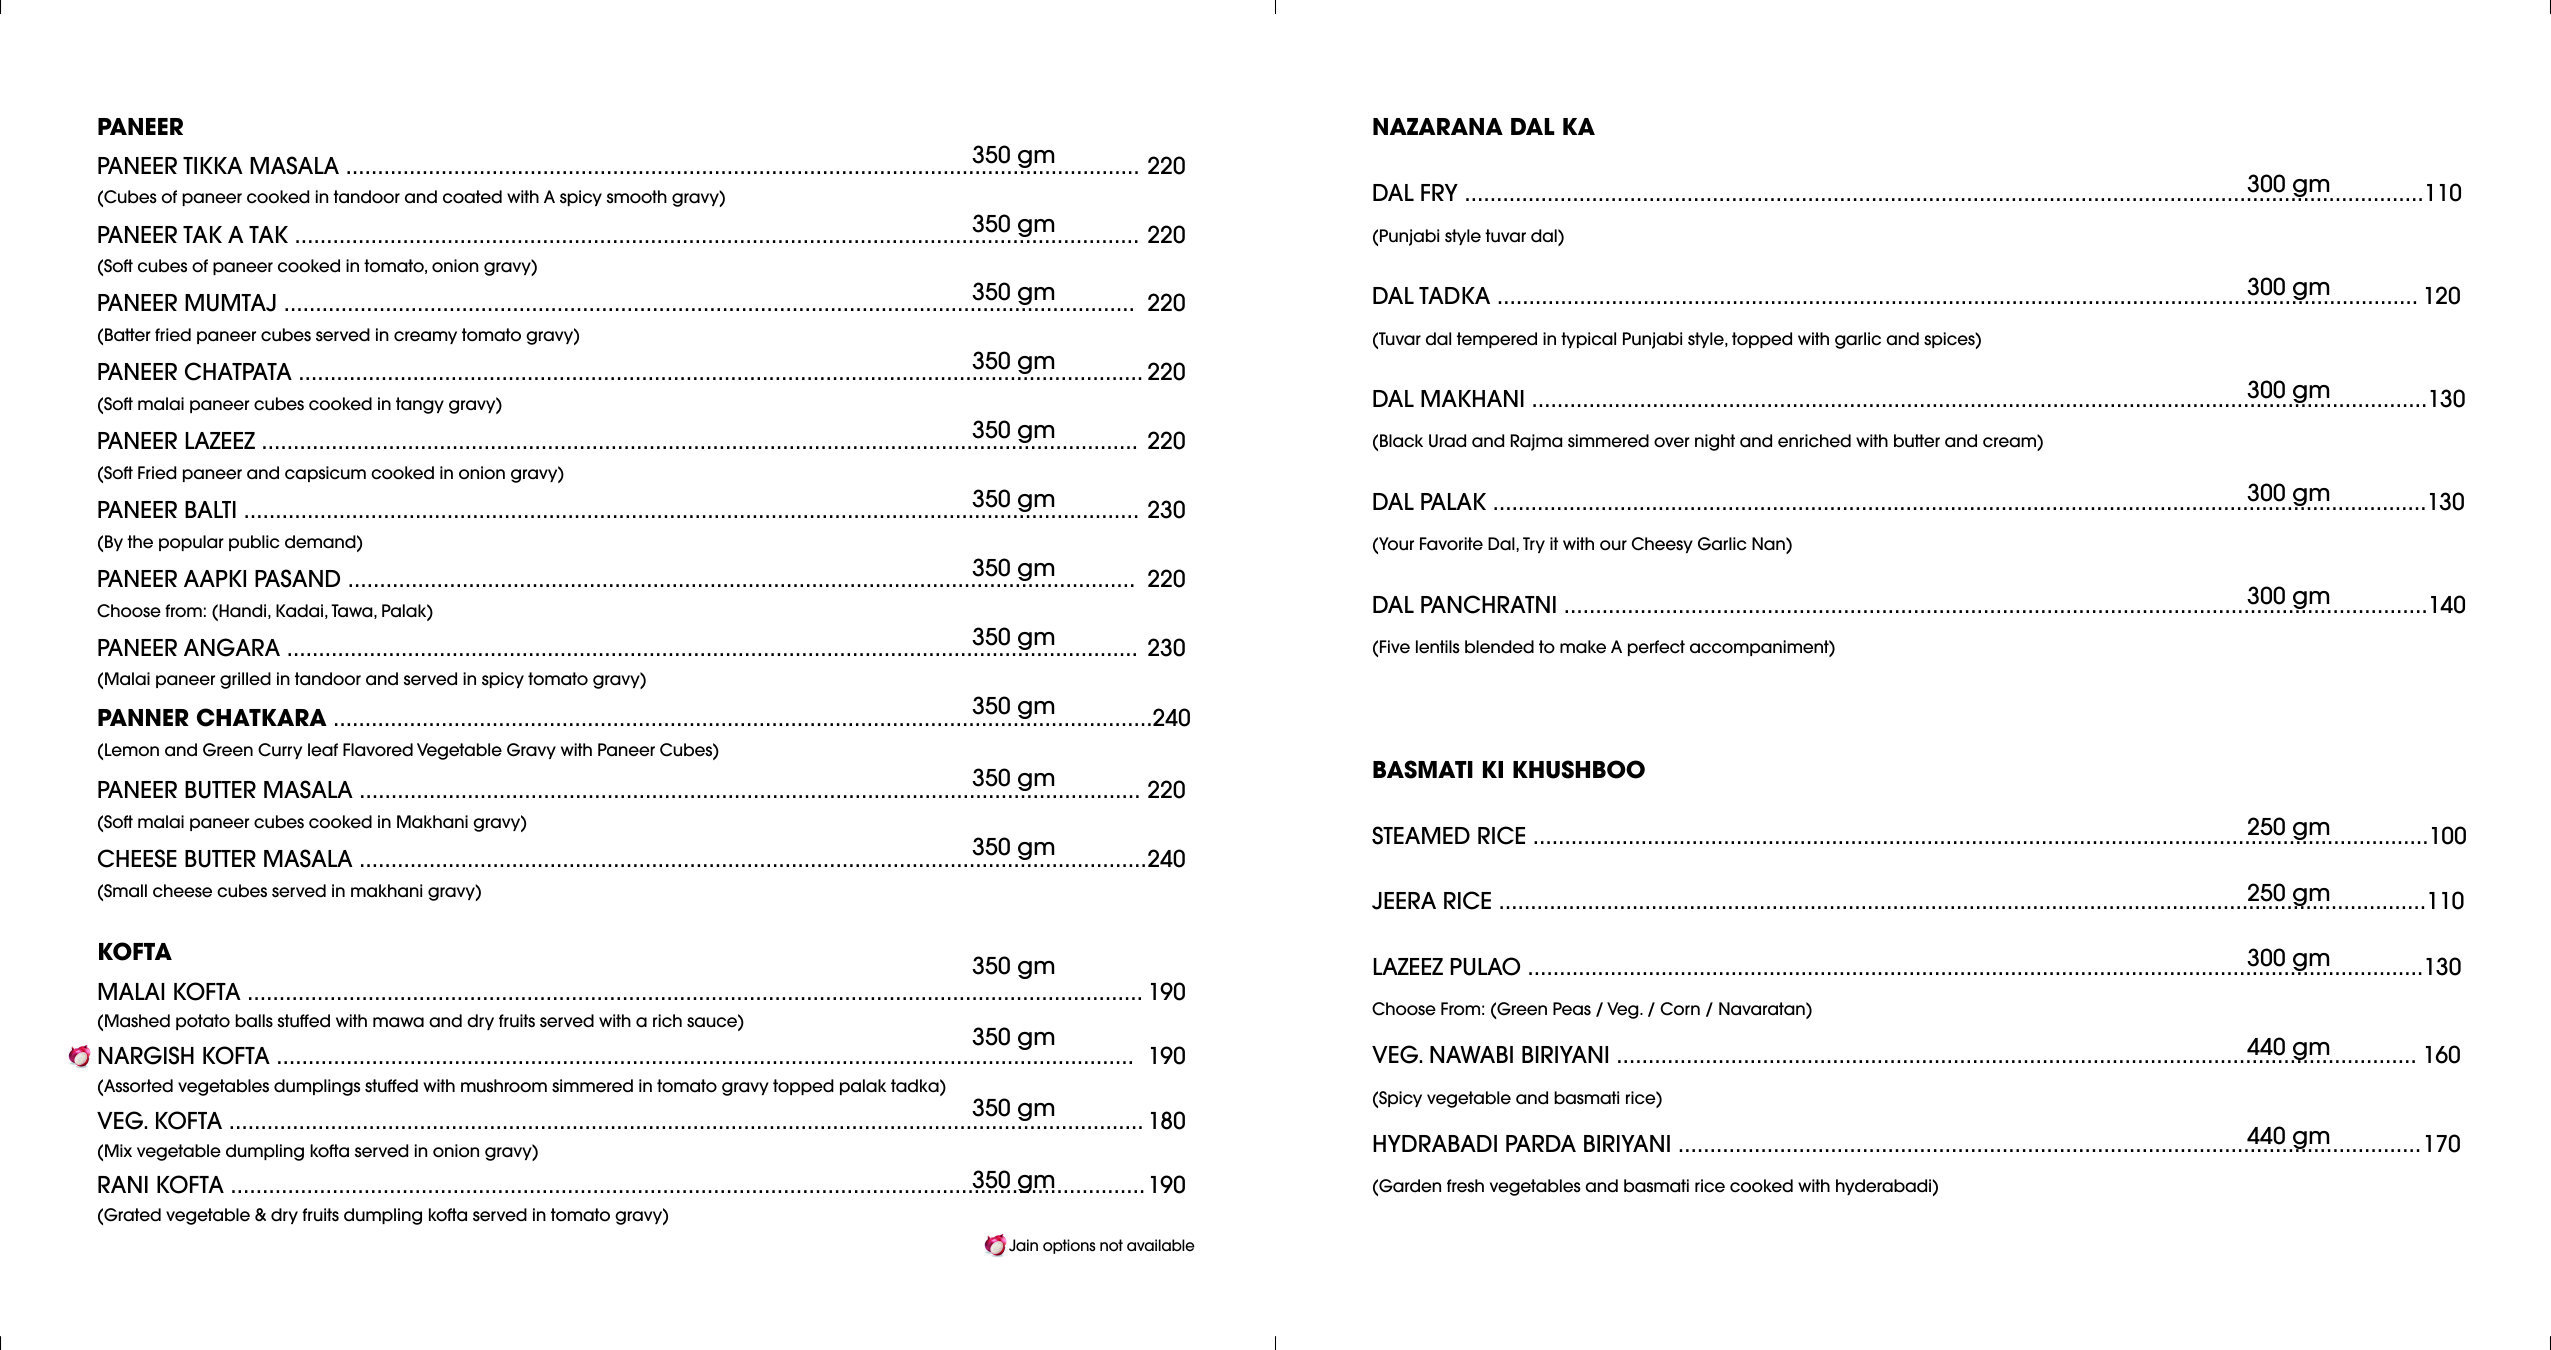 PANEER
PANEER TIKKA MASALA ........ 350 gm ........ 220
(Cubes of paneer cooked in tandoor and coated with A spicy smooth gravy)
PANEER TAK A TAK ........ 350 gm ........ 220
(Soft cubes of paneer cooked in tomato, onion gravy)
PANEER MUMTAJ ........ 350 gm ........ 220
(Batter fried paneer cubes served in creamy tomato gravy)
PANEER CHATPATA ........ 350 gm ........ 220
(Soft malai paneer cubes cooked in tangy gravy)
PANEER LAZEEZ ........ 350 gm ........ 220
(Soft Fried paneer and capsicum cooked in onion gravy)
PANEER BALTI ........ 350 gm ........ 230
(By the popular public demand)
PANEER AAPKI PASAND ........ 350 gm ........ 220
Choose from: (Handi, Kadai, Tawa, Palak)
PANEER ANGARA ........ 350 gm ........ 230
(Malai paneer grilled in tandoor and served in spicy tomato gravy)
PANNER CHATKARA ........ 350 gm ........ 240
(Lemon and Green Curry leaf Flavored Vegetable Gravy with Paneer Cubes)
PANEER BUTTER MASALA ........ 350 gm ........ 220
(Soft malai paneer cubes cooked in Makhani gravy)
CHEESE BUTTER MASALA ........ 350 gm ........ 240
(Small cheese cubes served in makhani gravy)
KOFTA
MALAI KOFTA ........ 350 gm ........ 190
(Mashed potato balls stuffed with mawa and dry fruits served with a rich sauce)
NARGISH KOFTA ........ 350 gm ........ 190
(Assorted vegetables dumplings stuffed with mushroom simmered in tomato gravy topped palak tadka)
VEG. KOFTA ........ 350 gm ........ 180
(Mix vegetable dumpling kofta served in onion gravy)
RANI KOFTA ........ 350 gm ........ 190
(Grated vegetable & dry fruits dumpling kofta served in tomato gravy)
Jain options not available
NAZARANA DAL KA
DAL FRY ........ 300 gm ........ 110
(Punjabi style tuvar dal)
DAL TADKA ........ 300 gm ........ 120
(Tuvar dal tempered in typical Punjabi style, topped with garlic and spices)
DAL MAKHANI ........ 300 gm ........ 130
(Black Urad and Rajma simmered over night and enriched with butter and cream)
DAL PALAK ........ 300 gm ........ 130
(Your Favorite Dal, Try it with our Cheesy Garlic Nan)
DAL PANCHRATNI ........ 300 gm ........ 140
(Five lentils blended to make A perfect accompaniment)
BASMATI KI KHUSHBOO
STEAMED RICE ........ 250 gm ........ 100
JEERA RICE ........ 250 gm ........ 110
LAZEEZ PULAO ........ 300 gm ........ 130
Choose From: (Green Peas / Veg. / Corn / Navaratan)
VEG. NAWABI BIRIYANI ........ 440 gm ........ 160
(Spicy vegetable and basmati rice)
HYDRABADI PARDA BIRIYANI ........ 440 gm ........ 170
(Garden fresh vegetables and basmati rice cooked with hyderabadi)